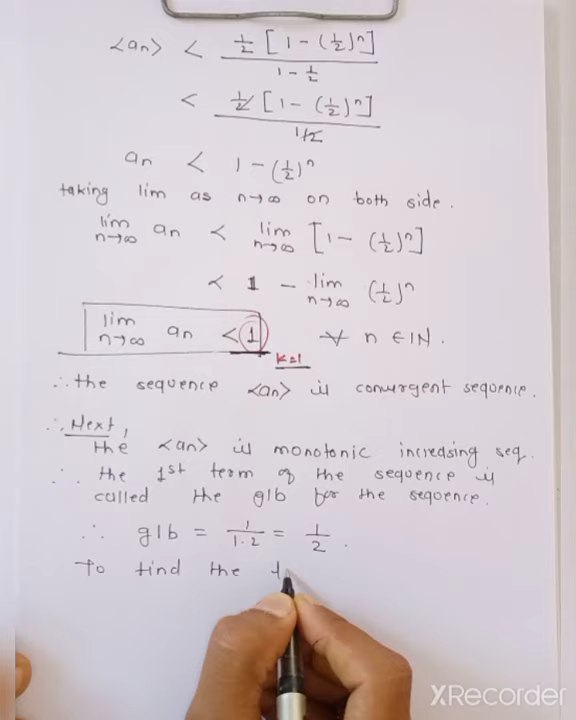 <an> < 1/2 [1 - (1/2)^n] / 1 - 1/2
< 1/2 [1 - (1/2)^n] / 1/2
an < 1 - (1/2)^n
taking lim as n→∞ on both side.
lim n→∞ an < lim n→∞ [1 - (1/2)^n]
< 1 - lim n→∞ (1/2)^n
lim n→∞ an < 1 ∀ n ∈ IN.
k=1
∴ the sequence <an> is convergent sequence.
∴ Next,
the <an> is monotonic increasing seq.
∴ the 1st term of the sequence is
called the glb for the sequence.
∴ glb = 1/1.2 = 1/2.
To find the
XRecorder